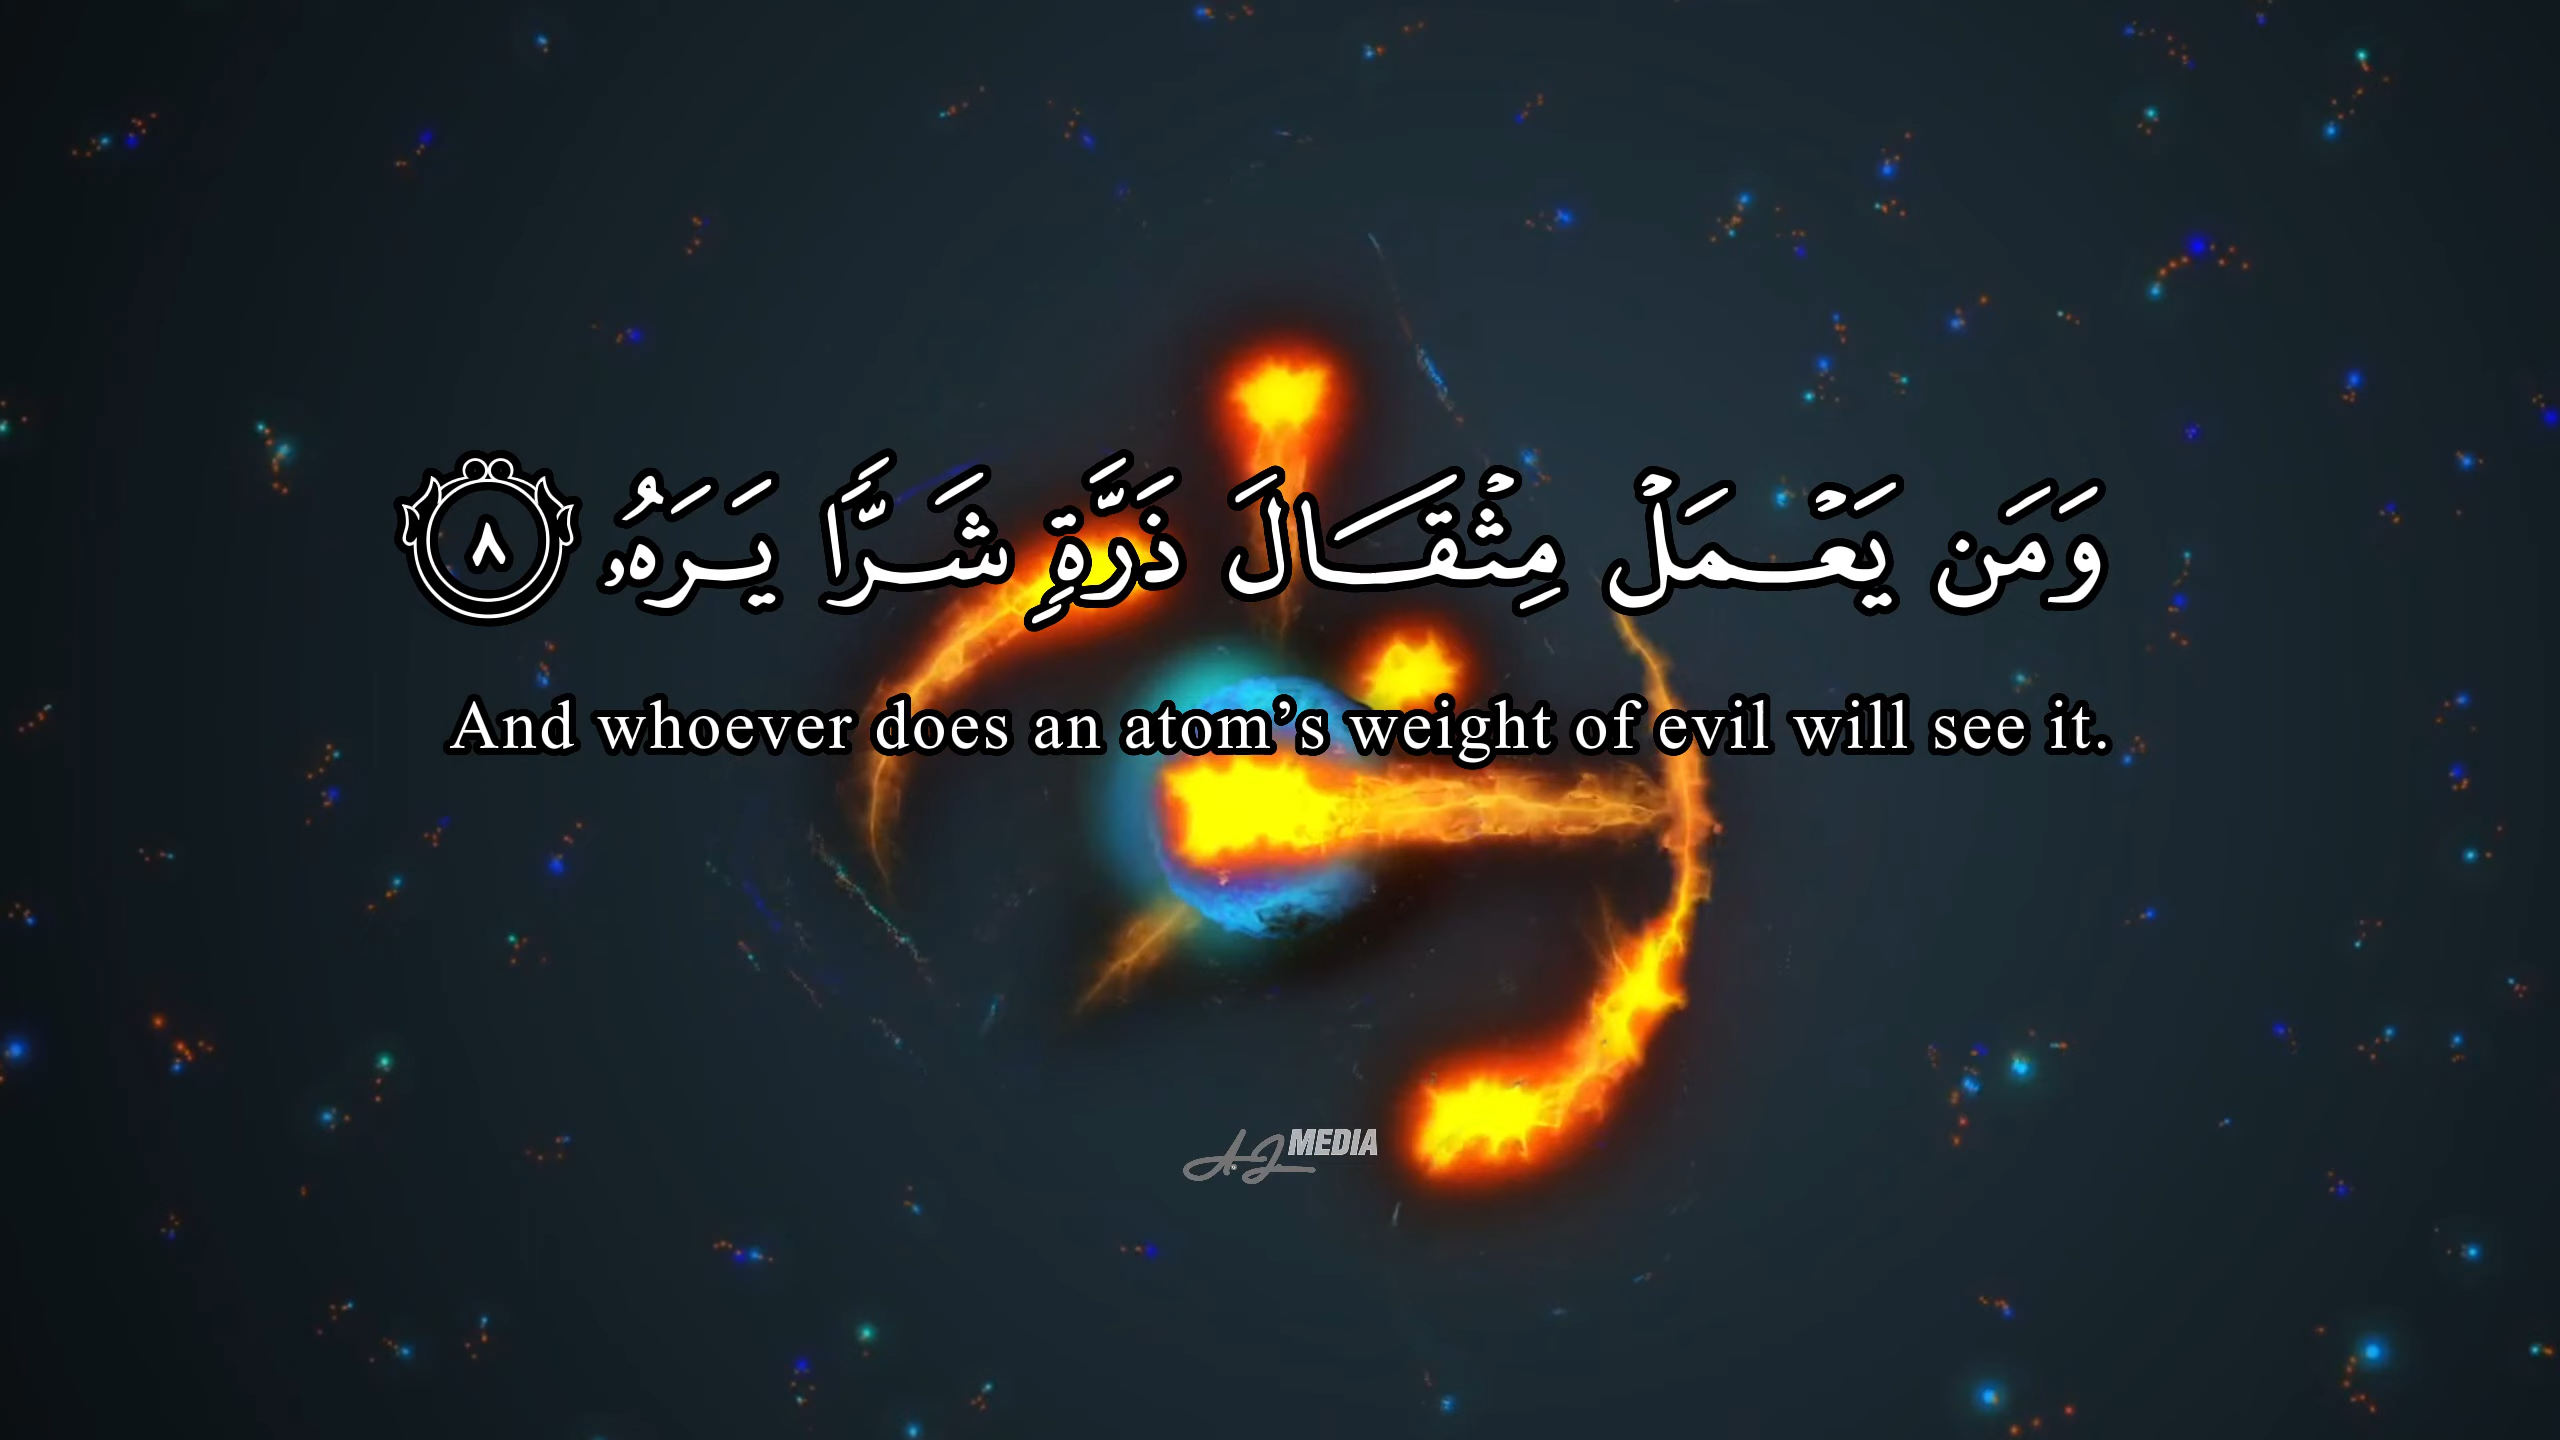 وَمَن يَعۡمَلۡ مِثۡقَالَ ذَرَّةٖ شَرّٗا يَرَهُۥ ٨
And whoever does an atom’s weight of evil will see it.
A.J MEDIA